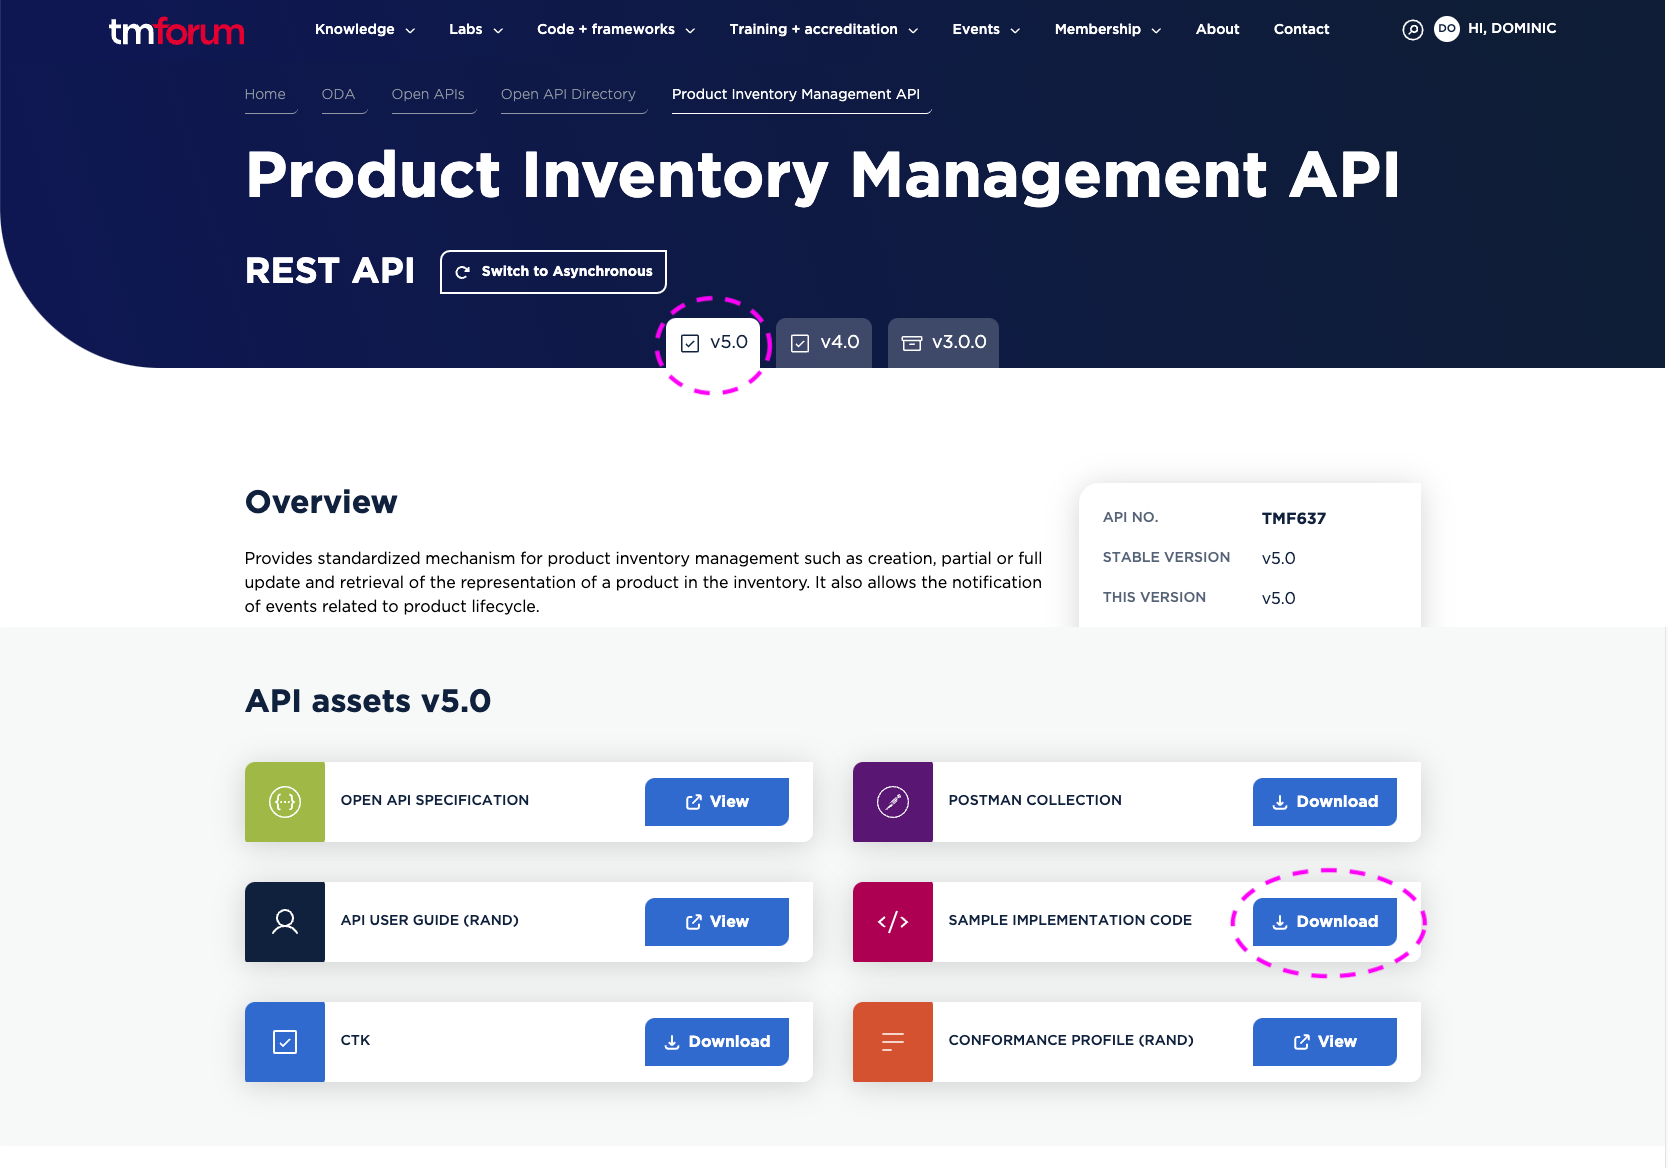 tmforum
Knowledge Labs Code + frameworks Training + accreditation Events Membership About Contact DO HI, DOMINIC
Home ODA Open APIs Open API Directory Product Inventory Management API
Product Inventory Management API
REST API Switch to Asynchronous
v5.0 v4.0 v3.0.0
Overview
Provides standardized mechanism for product inventory management such as creation, partial or full
update and retrieval of the representation of a product in the inventory. It also allows the notification
of events related to product lifecycle.
API NO. TMF637
STABLE VERSION v5.0
THIS VERSION v5.0
API assets v5.0
OPEN API SPECIFICATION View
POSTMAN COLLECTION Download
API USER GUIDE (RAND) View
SAMPLE IMPLEMENTATION CODE Download
CTK Download
CONFORMANCE PROFILE (RAND) View